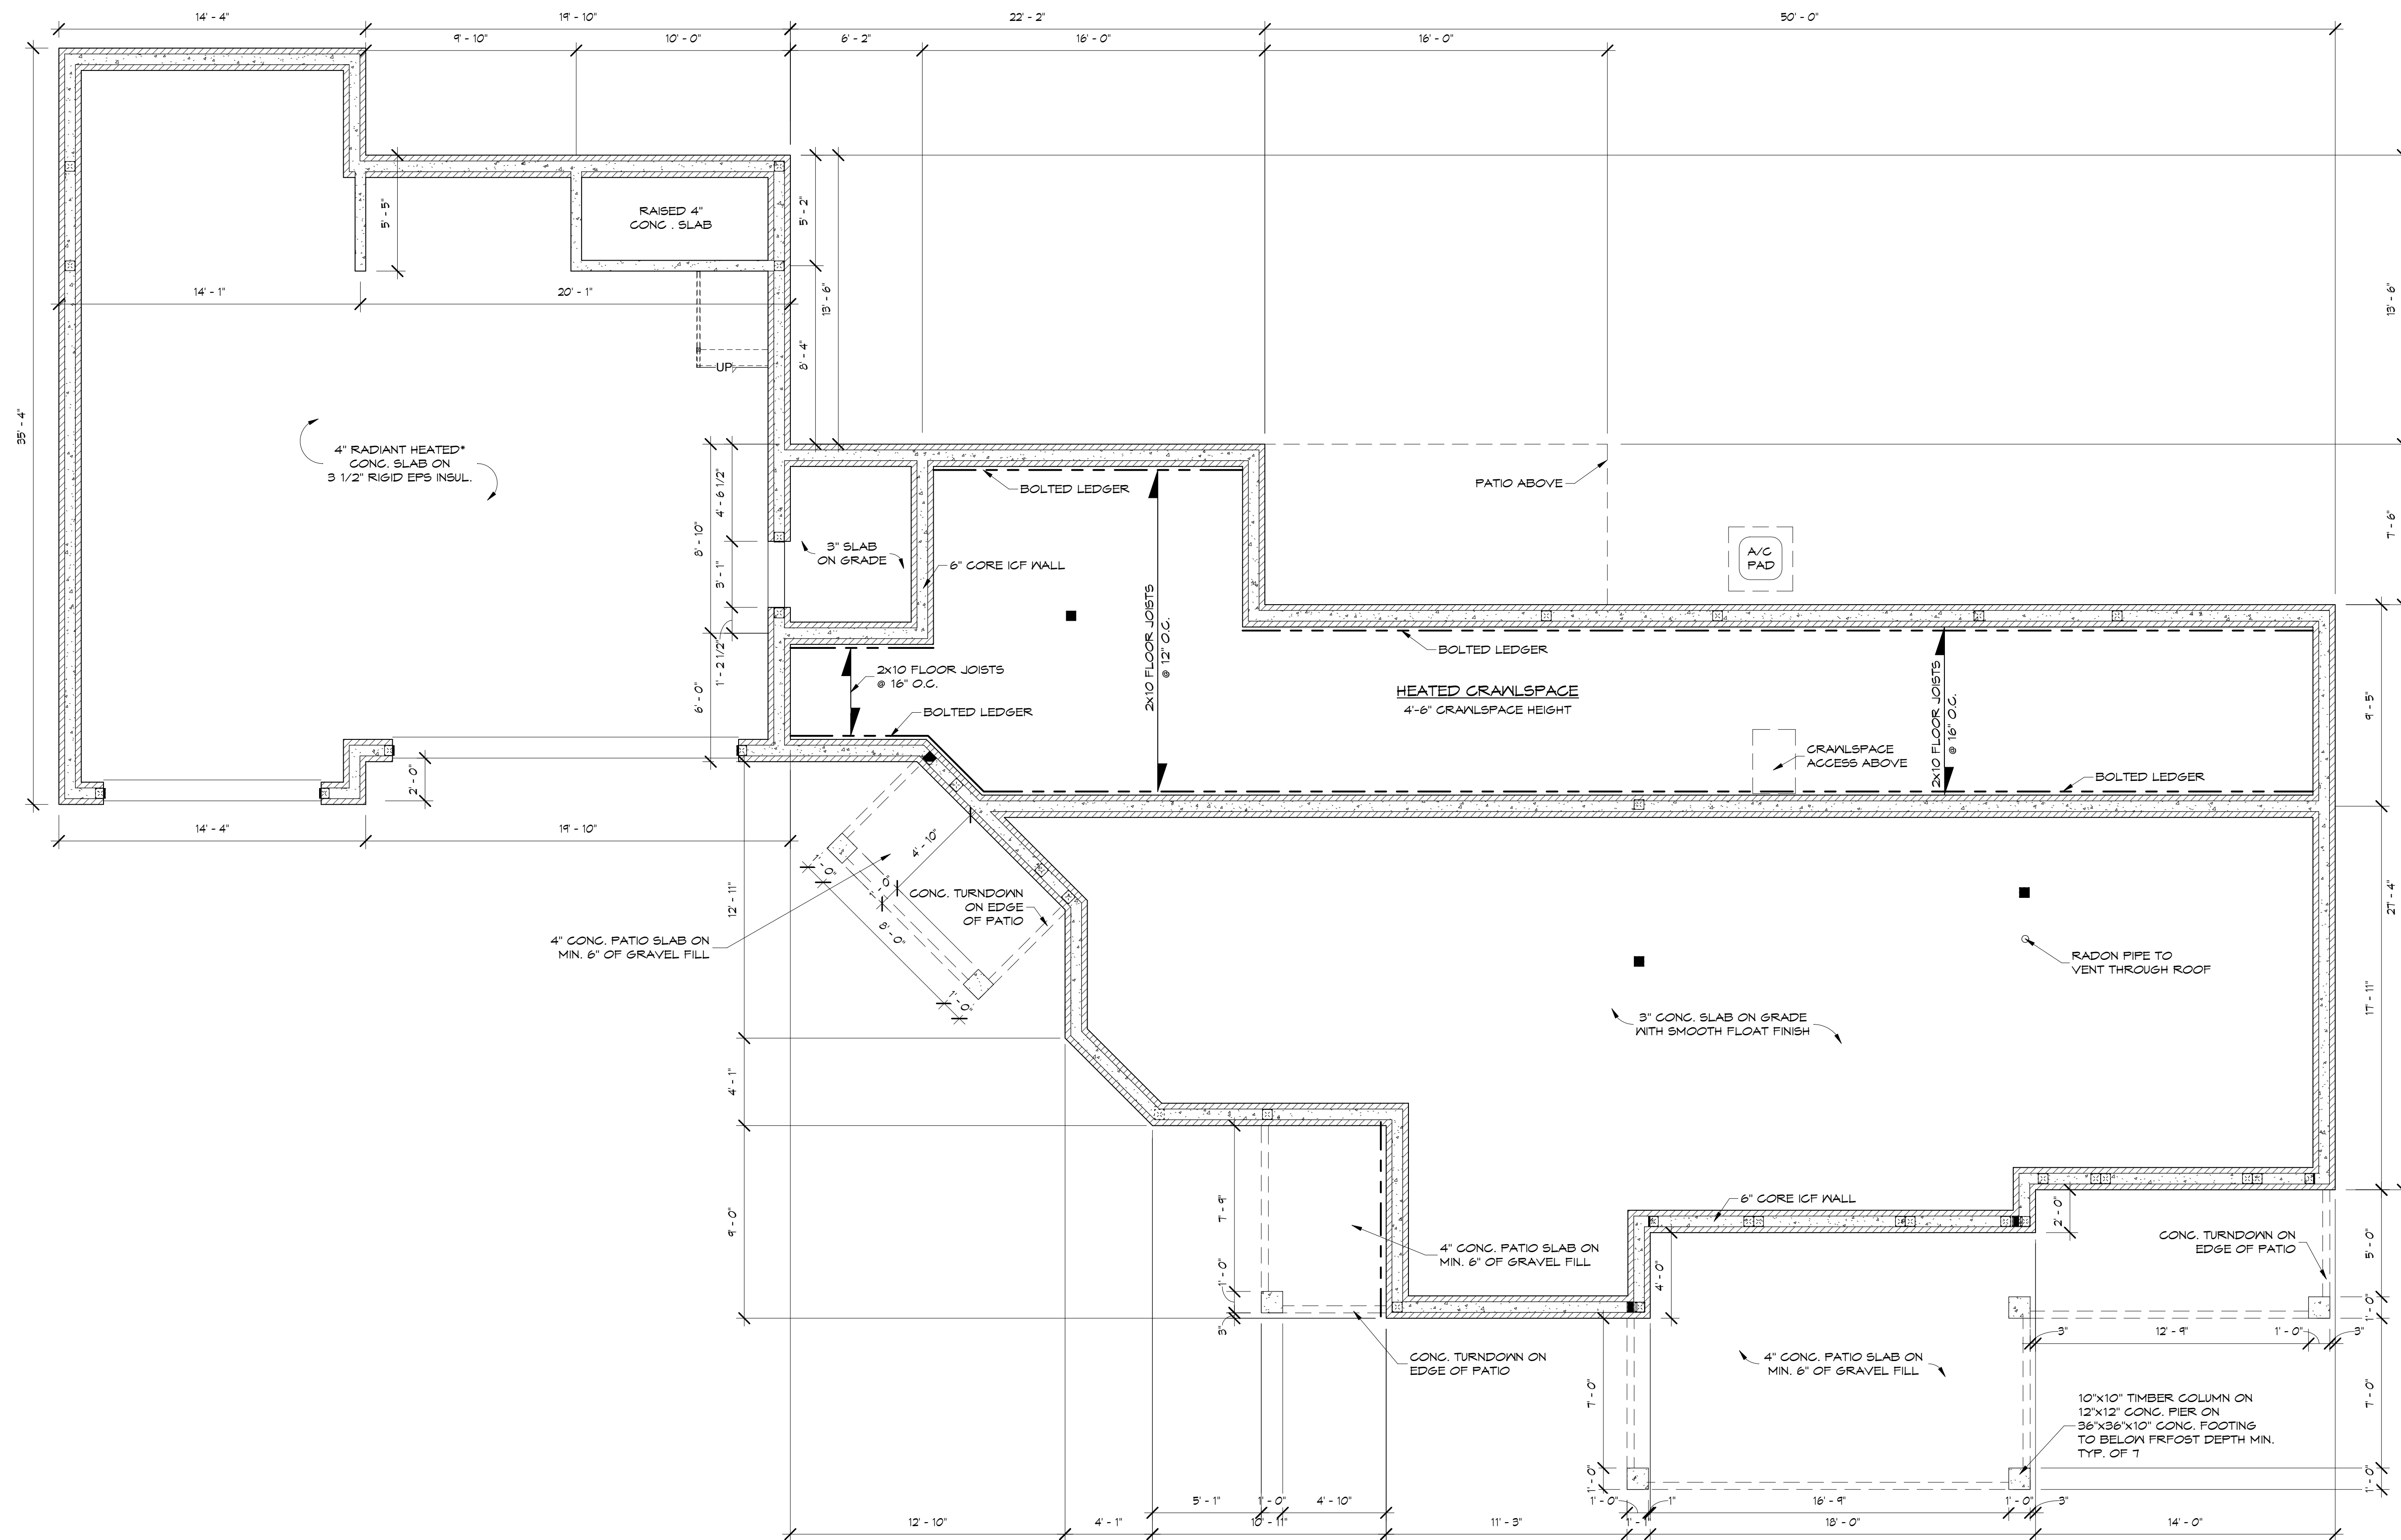 14' - 4"
19' - 10"
22' - 2"
50' - 0"
9' - 10"
10' - 0"
6' - 2"
16' - 0"
16' - 0"
5' - 5"
RAISED 4"
CONC . SLAB
5' - 2"
13' - 6"
8' - 4"
14' - 1"
20' - 1"
13' - 6"
UP
35' - 4"
4" RADIANT HEATED*
CONC. SLAB ON
3 1/2" RIGID EPS INSUL.
8' - 10"
4' - 6 1/2"
3' - 1"
1' - 2 1/2"
6' - 0"
BOLTED LEDGER
PATIO ABOVE
7' - 6"
3" SLAB
ON GRADE
6" CORE ICF WALL
A/C
PAD
2x10 FLOOR JOISTS
@ 12" O.C.
2x10 FLOOR JOISTS
@ 16" O.C.
BOLTED LEDGER
BOLTED LEDGER
HEATED CRAWLSPACE
4'-6" CRAWLSPACE HEIGHT
2x10 FLOOR JOISTS
@ 16" O.C.
9' - 5"
CRAWLSPACE
ACCESS ABOVE
BOLTED LEDGER
2' - 0"
14' - 4"
19' - 10"
4' - 10"
1' - 0"
1' - 0"
8' - 0"
1' - 0"
CONC. TURNDOWN
ON EDGE
OF PATIO
12' - 11"
4" CONC. PATIO SLAB ON
MIN. 6" OF GRAVEL FILL
27' - 4"
RADON PIPE TO
VENT THROUGH ROOF
17' - 11"
3" CONC. SLAB ON GRADE
WITH SMOOTH FLOAT FINISH
4' - 1"
9' - 0"
7' - 9"
1' - 0"
3"
6" CORE ICF WALL
2' - 0"
4" CONC. PATIO SLAB ON
MIN. 6" OF GRAVEL FILL
4' - 0"
CONC. TURNDOWN ON
EDGE OF PATIO
5' - 0"
1' - 0"
3"
12' - 9"
1' - 0"
3"
CONC. TURNDOWN ON
EDGE OF PATIO
4" CONC. PATIO SLAB ON
MIN. 6" OF GRAVEL FILL
7' - 0"
7' - 0"
10"x10" TIMBER COLUMN ON
12"x12" CONC. PIER ON
36"x36"x10" CONC. FOOTING
TO BELOW FRFOST DEPTH MIN.
TYP. OF 7
1' - 0"
1' - 0"
5' - 1"
1' - 0"
4' - 10"
1' - 0"
1"
16' - 9"
1' - 0"
3"
12' - 10"
4' - 1"
10' - 11"
11' - 3"
1' - 1"
18' - 0"
14' - 0"